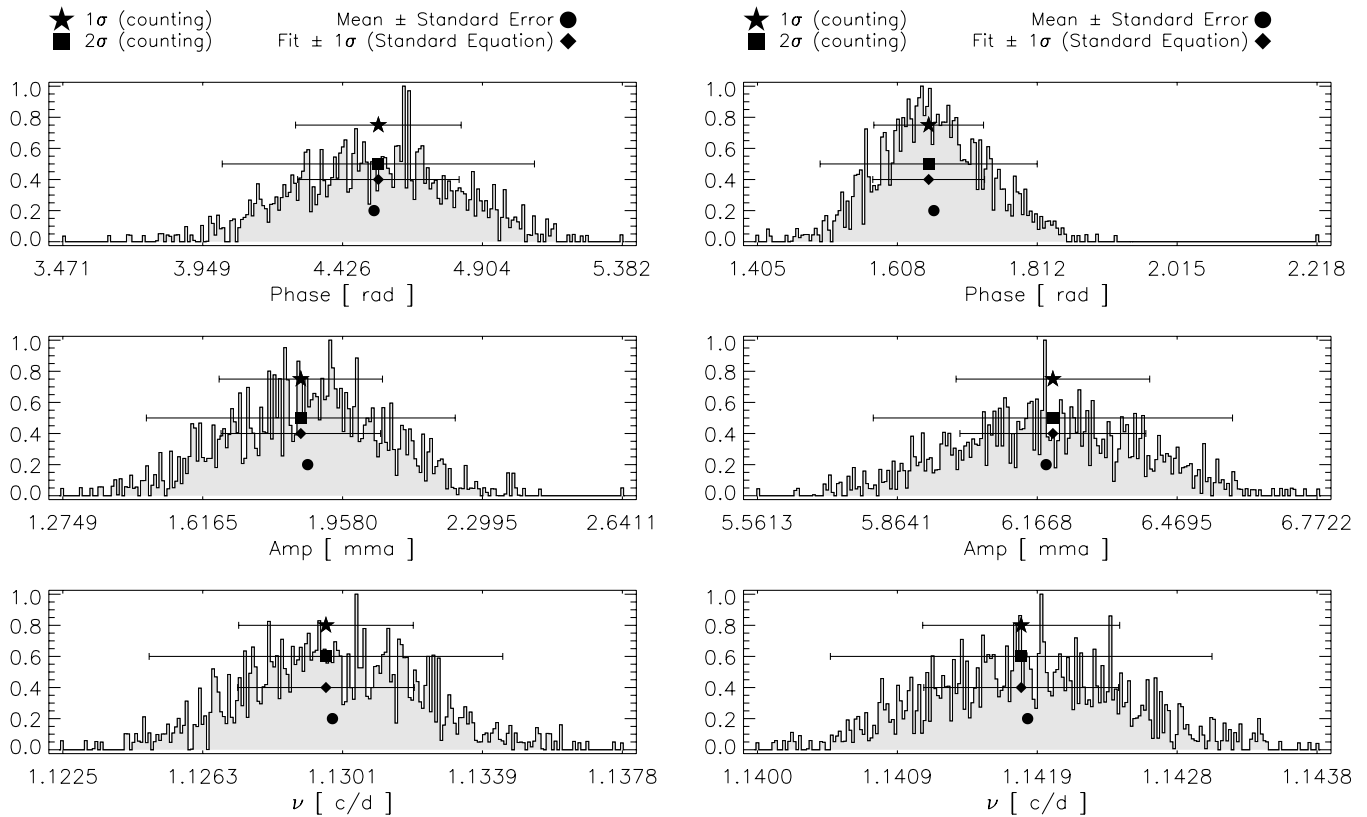 ★ 1σ (counting) Mean ± Standard Error ●
■ 2σ (counting) Fit ± 1σ (Standard Equation) ◆
★ 1σ (counting) Mean ± Standard Error ●
■ 2σ (counting) Fit ± 1σ (Standard Equation) ◆
1.0
0.8
0.6
0.4
0.2
0.0
3.471 3.949 4.426 4.904 5.382
Phase [ rad ]
1.0
0.8
0.6
0.4
0.2
0.0
1.405 1.608 1.812 2.015 2.218
Phase [ rad ]
1.0
0.8
0.6
0.4
0.2
0.0
1.2749 1.6165 1.9580 2.2995 2.6411
Amp [ mma ]
1.0
0.8
0.6
0.4
0.2
0.0
5.5613 5.8641 6.1668 6.4695 6.7722
Amp [ mma ]
1.0
0.8
0.6
0.4
0.2
0.0
1.1225 1.1263 1.1301 1.1339 1.1378
ν [ c/d ]
1.0
0.8
0.6
0.4
0.2
0.0
1.1400 1.1409 1.1419 1.1428 1.1438
ν [ c/d ]